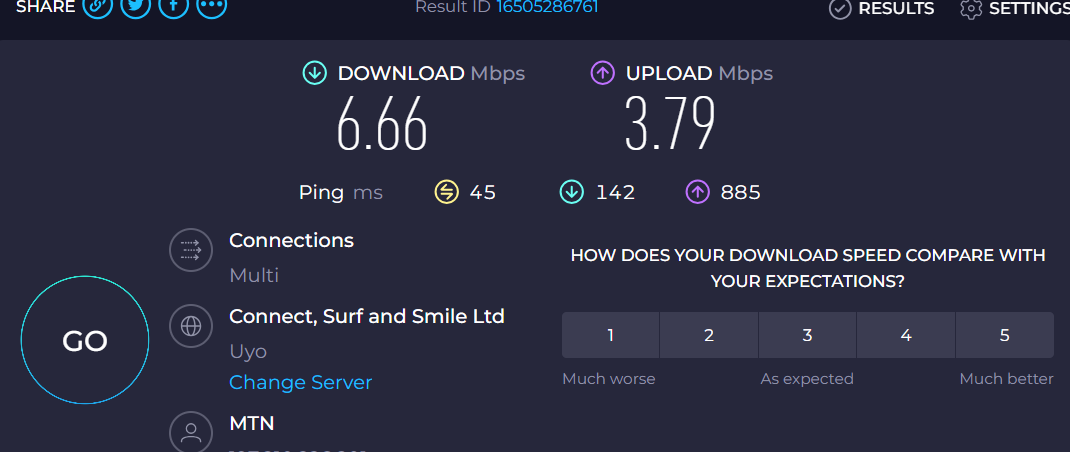 SHARE
Result ID 16505286761
RESULTS
SETTINGS
DOWNLOAD Mbps
UPLOAD Mbps
6.66
3.79
Ping ms
45
142
885
Connections
Multi
Connect, Surf and Smile Ltd
Uyo
Change Server
MTN
GO
HOW DOES YOUR DOWNLOAD SPEED COMPARE WITH
YOUR EXPECTATIONS?
1 2 3 4 5
Much worse As expected Much better